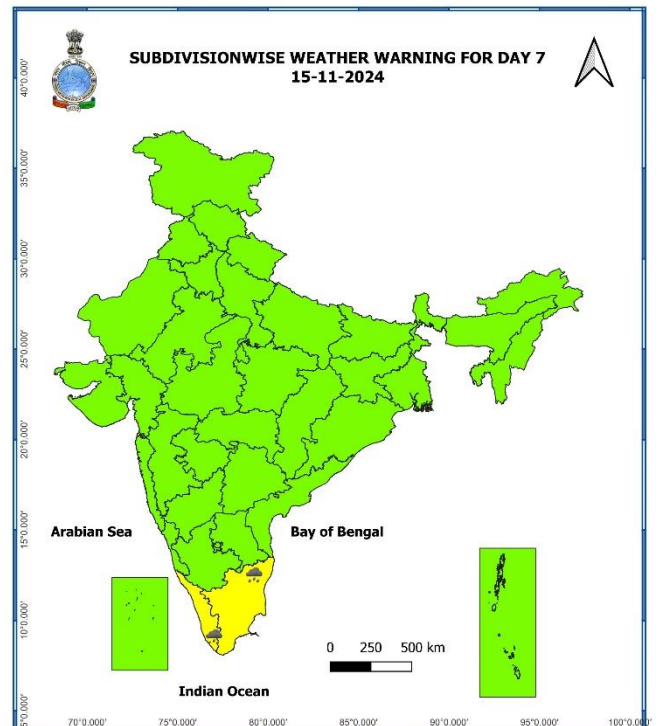 SUBDIVISIONWISE WEATHER WARNING FOR DAY 7
15-11-2024
40°0.000'
35°0.000'
30°0.000'
25°0.000'
20°0.000'
15°0.000'
10°0.000'
5°0.000'
Arabian Sea
Bay of Bengal
0 250 500 km
Indian Ocean
70°0.000' 75°0.000' 80°0.000' 85°0.000' 90°0.000' 95°0.000' 100°0.000'